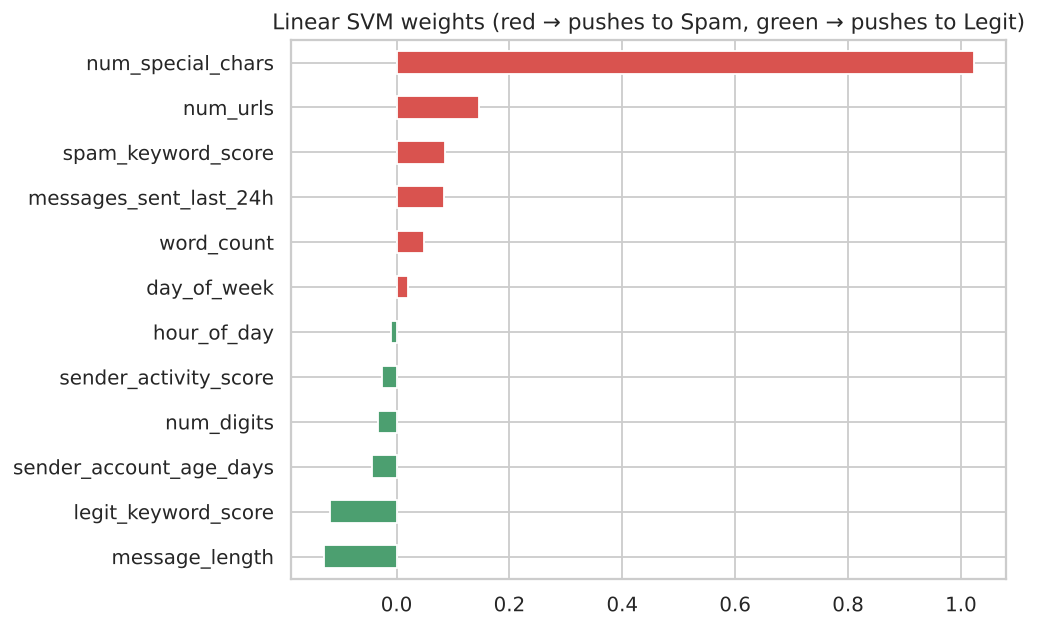 Linear SVM weights (red → pushes to Spam, green → pushes to Legit)
num_special_chars
num_urls
spam_keyword_score
messages_sent_last_24h
word_count
day_of_week
hour_of_day
sender_activity_score
num_digits
sender_account_age_days
legit_keyword_score
message_length
0.0 0.2 0.4 0.6 0.8 1.0